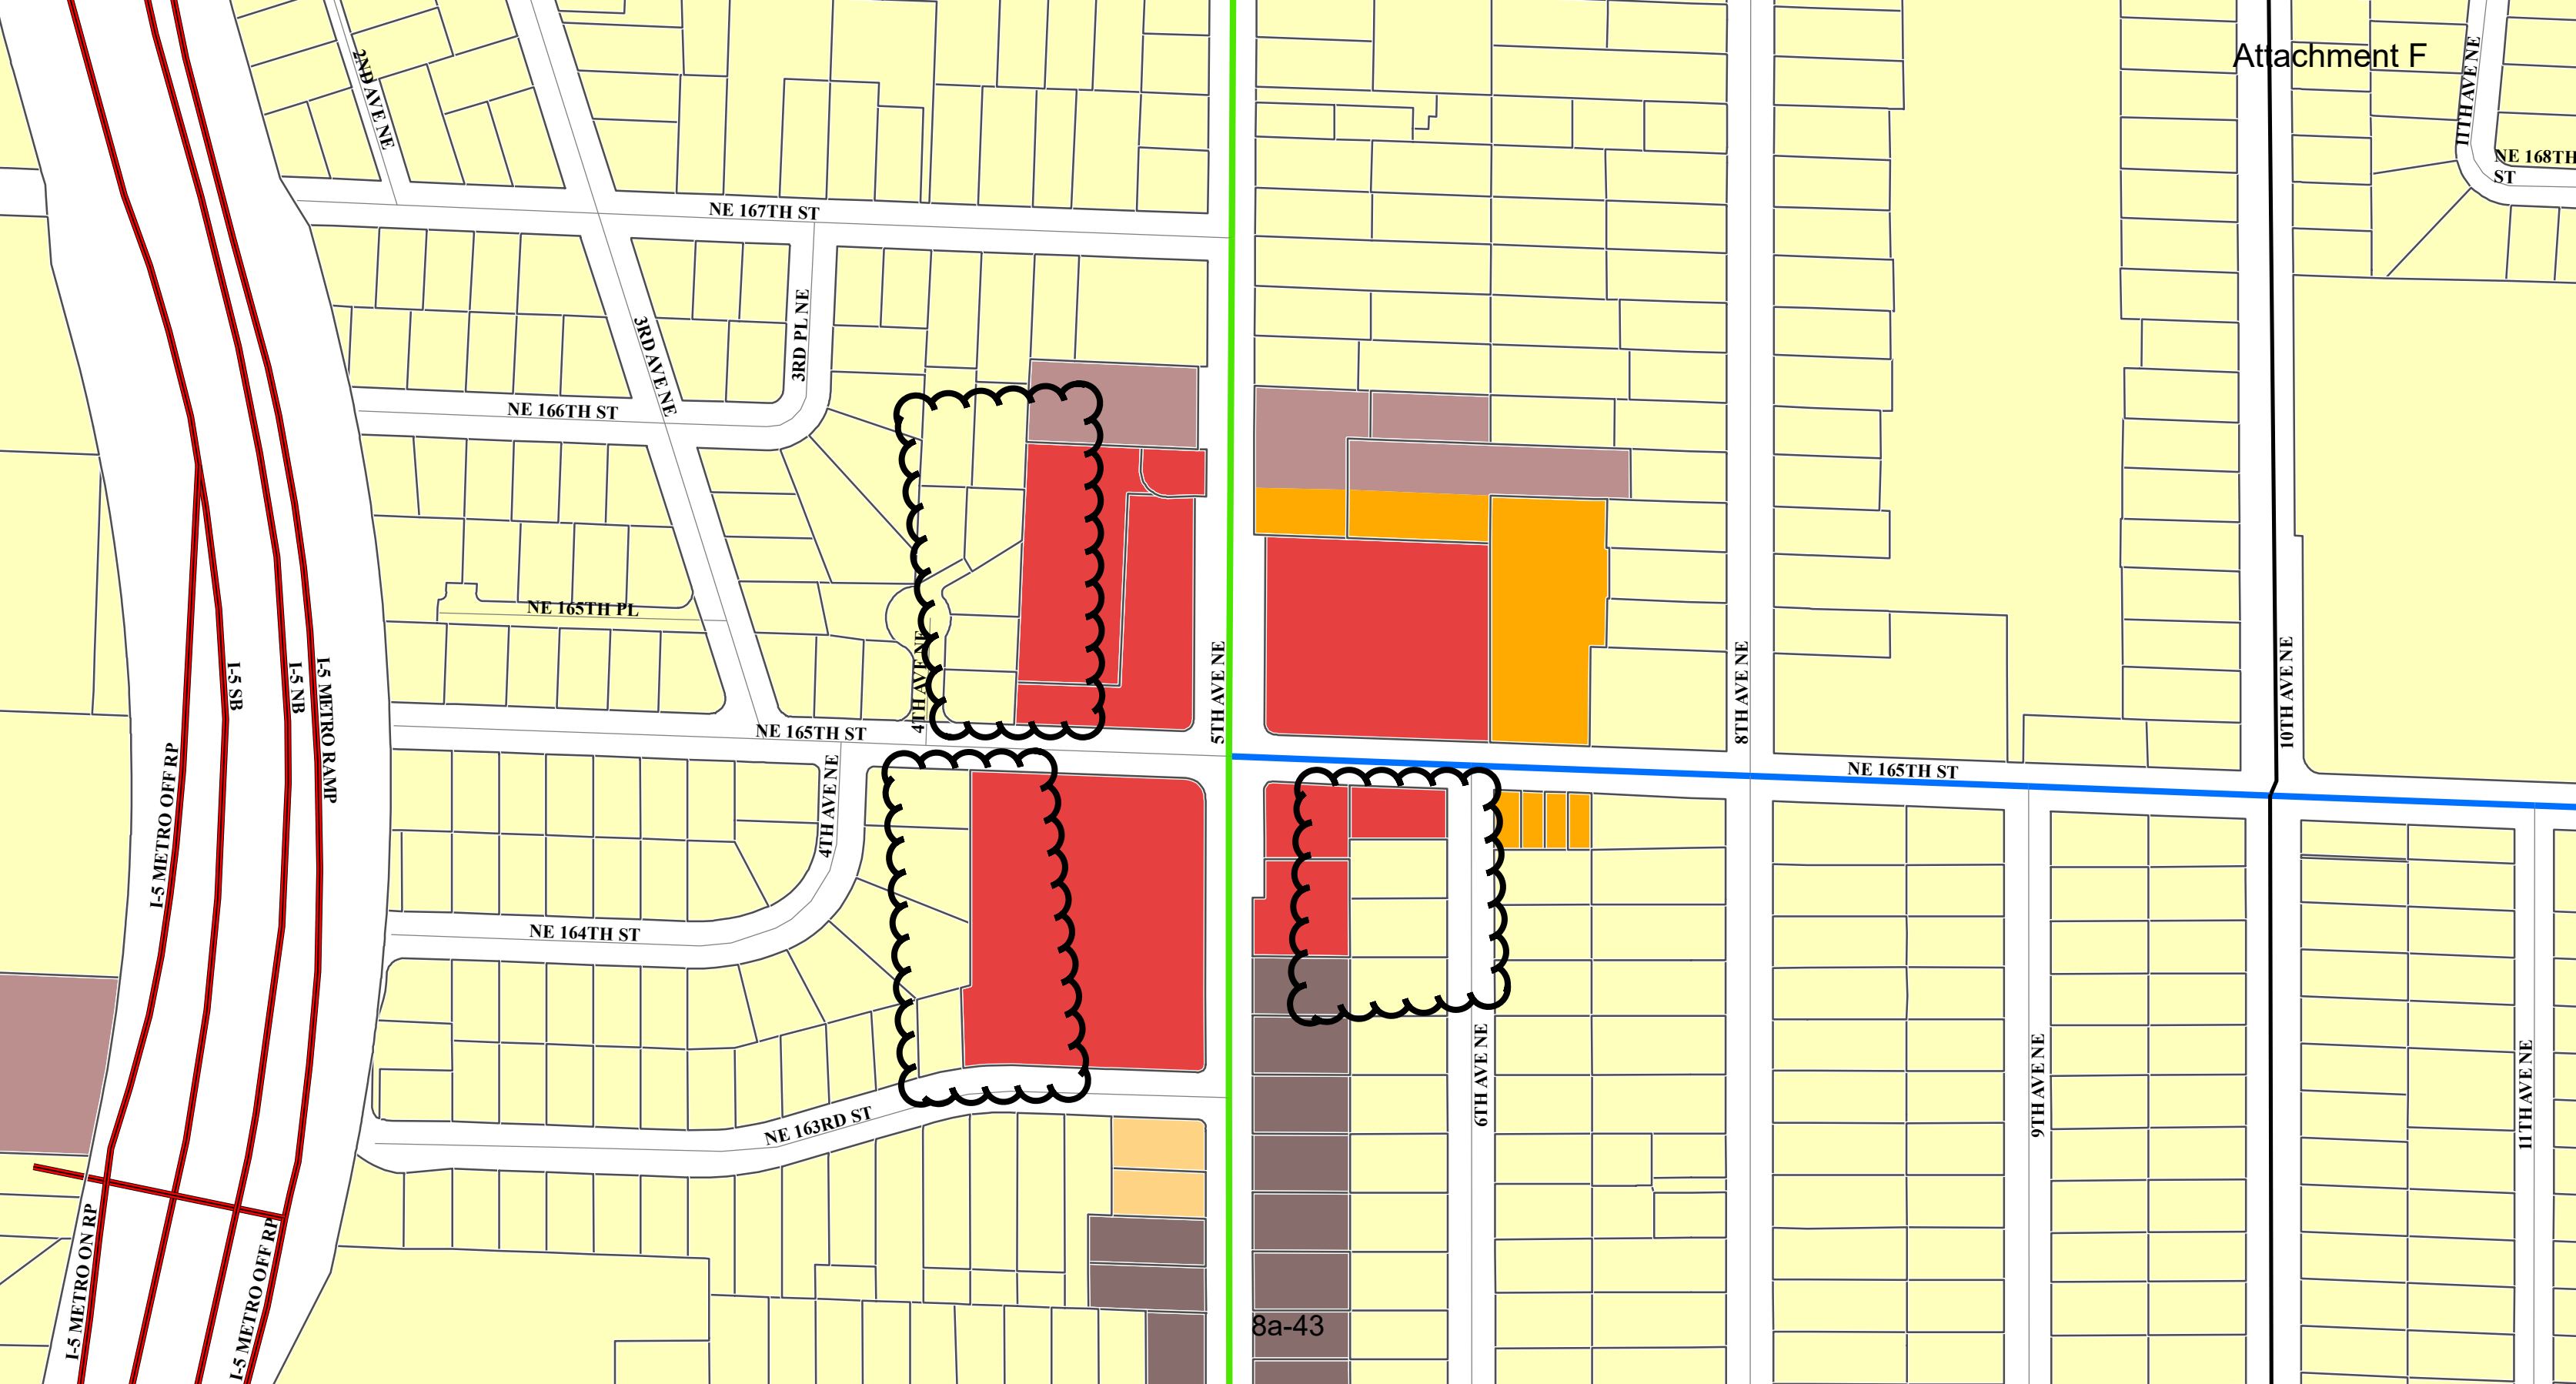 Attachment F
2ND AVE NE
11TH AVE NE
NE 168TH
ST
NE 167TH ST
3RD AVE NE
3RD PL NE
NE 166TH ST
NE 165TH PL
I-5 SB
I-5 NB
I-5 METRO RAMP
4TH AVE NE
5TH AVE NE
8TH AVE NE
10TH AVE NE
NE 165TH ST
NE 165TH ST
I-5 METRO OFF RP
4TH AVE NE
NE 164TH ST
6TH AVE NE
9TH AVE NE
11TH AVE NE
NE 163RD ST
I-5 METRO ON RP
I-5 METRO OFF RP
8a-43